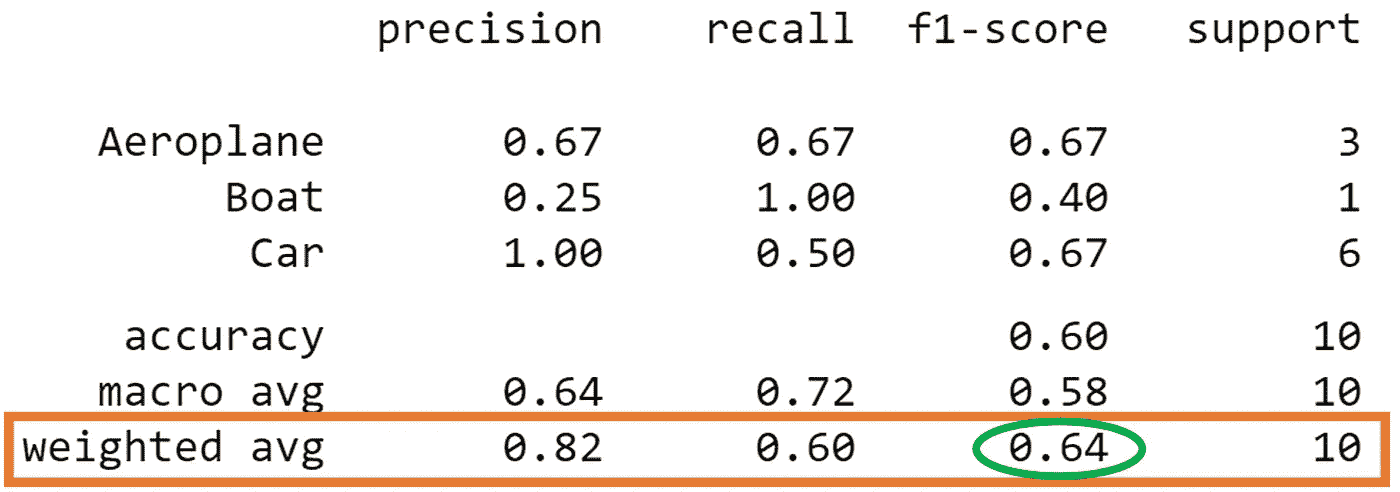 precision recall f1-score support
Aeroplane 0.67 0.67 0.67 3
Boat 0.25 1.00 0.40 1
Car 1.00 0.50 0.67 6
accuracy 0.60 10
macro avg 0.64 0.72 0.58 10
weighted avg 0.82 0.60 0.64 10